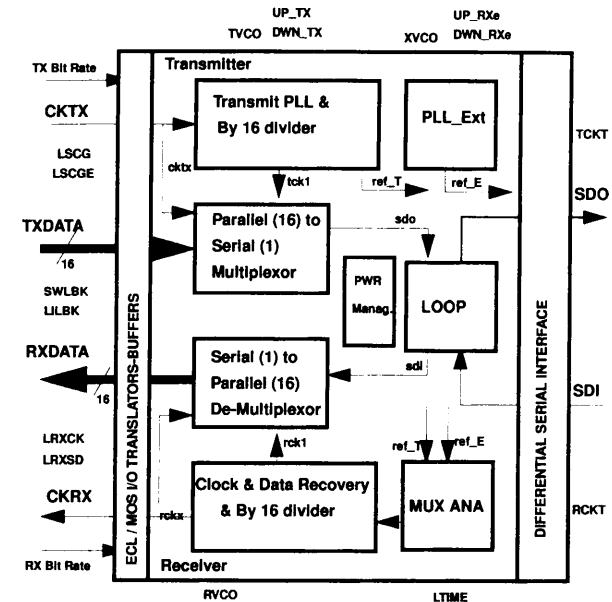 UP_TX
TVCO
DWN_TX
UP_RXe
XVCO
DWN_RXe
TX Bit Rate
Transmitter
CKTX
Transmit PLL &
By 16 divider
PLL_Ext
TCKT
LSCG
LSCGE
cktx
tck1
ref_T
ref_E
SDO
TXDATA
16
Parallel (16) to
Serial (1)
Multiplexor
sdo
SWLBK
LILBK
PWR
Manag.
LOOP
RXDATA
16
Serial (1) to
Parallel (16)
De-Multiplexor
sdi
SDI
LRXCK
LRXSD
rck1
ref_T
ref_E
CKRX
rckx
Clock & Data Recovery
& By 16 divider
MUX ANA
RCKT
RX Bit Rate
Receiver
ECL / MOS I/O TRANSLATORS-BUFFERS
DIFFERENTIAL SERIAL INTERFACE
RVCO
LTIME